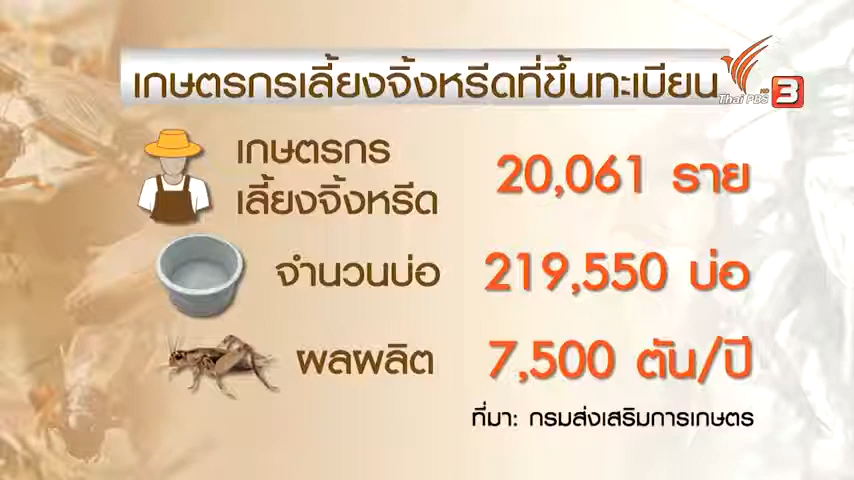 เกษตรกรเลี้ยงจิ้งหรีดที่ขึ้นทะเบียน
Thai PBS HD 3
เกษตรกร
เลี้ยงจิ้งหรีด
20,061 ราย
จำนวนบ่อ 219,550 บ่อ
ผลผลิต 7,500 ตัน/ปี
ที่มา: กรมส่งเสริมการเกษตร